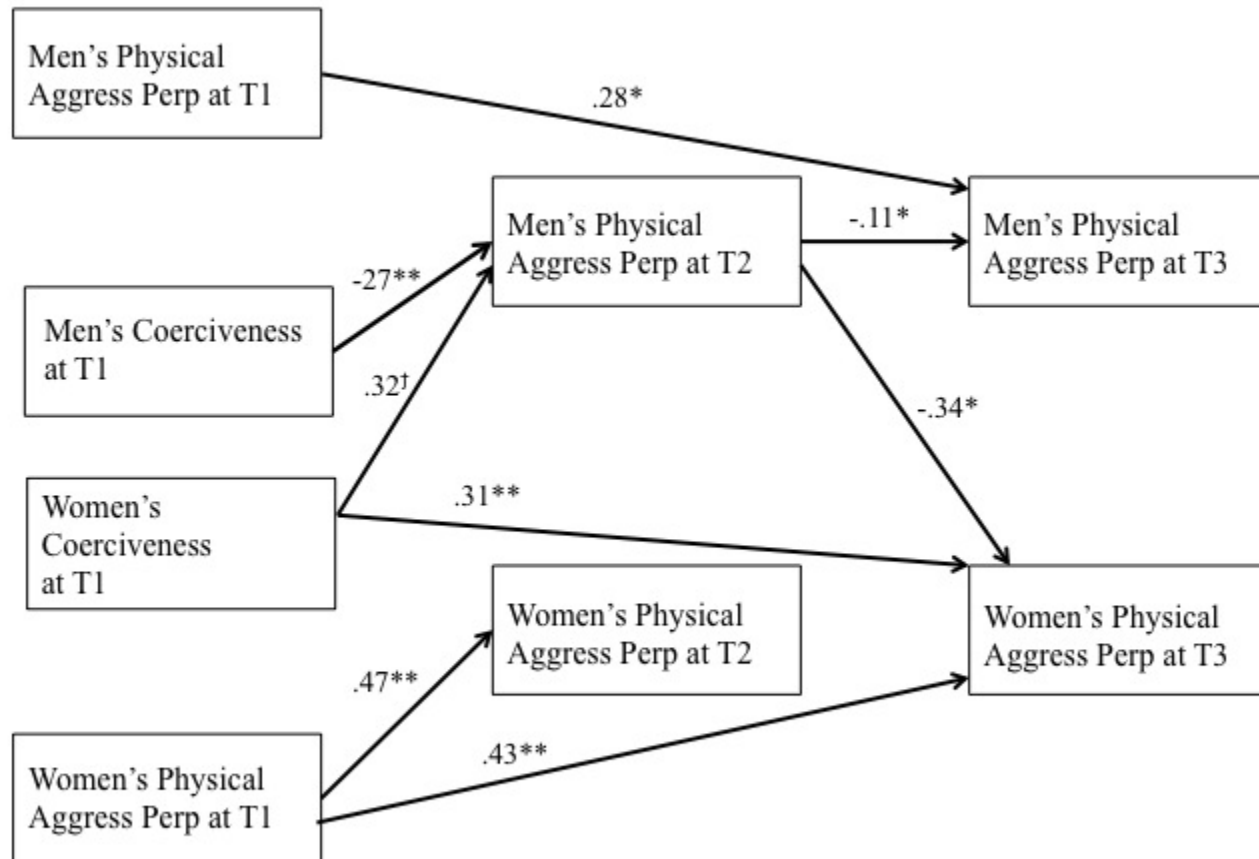 Men’s Physical
Aggress Perp at T1
.28*
Men’s Physical
Aggress Perp at T2
-.11*
Men’s Physical
Aggress Perp at T3
-27**
Men’s Coerciveness
at T1
.32†
-.34*
Women’s
Coerciveness
at T1
.31**
Women’s Physical
Aggress Perp at T2
Women’s Physical
Aggress Perp at T3
.47**
.43**
Women’s Physical
Aggress Perp at T1